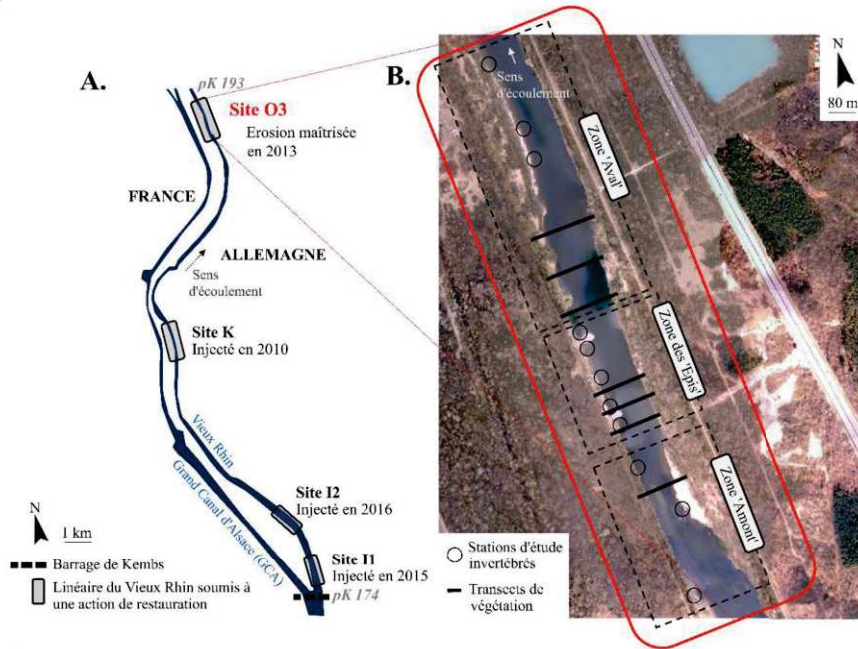 A.
pK 193
Site O3
Erosion maîtrisée
en 2013
FRANCE
ALLEMAGNE
Sens
d'écoulement
Site K
Injecté en 2010
Vieux Rhin
Grand Canal d'Alsace (GCA)
Site I2
Injecté en 2016
Site I1
Injecté en 2015
pK 174
N
1 km
Barrage de Kembs
Linéaire du Vieux Rhin soumis à
une action de restauration
B.
Sens
d'écoulement
N
80 m
Zone 'Aval'
Zone des 'Epis'
Zone 'Amont'
Stations d'étude
invertébrés
Transects de
végétation